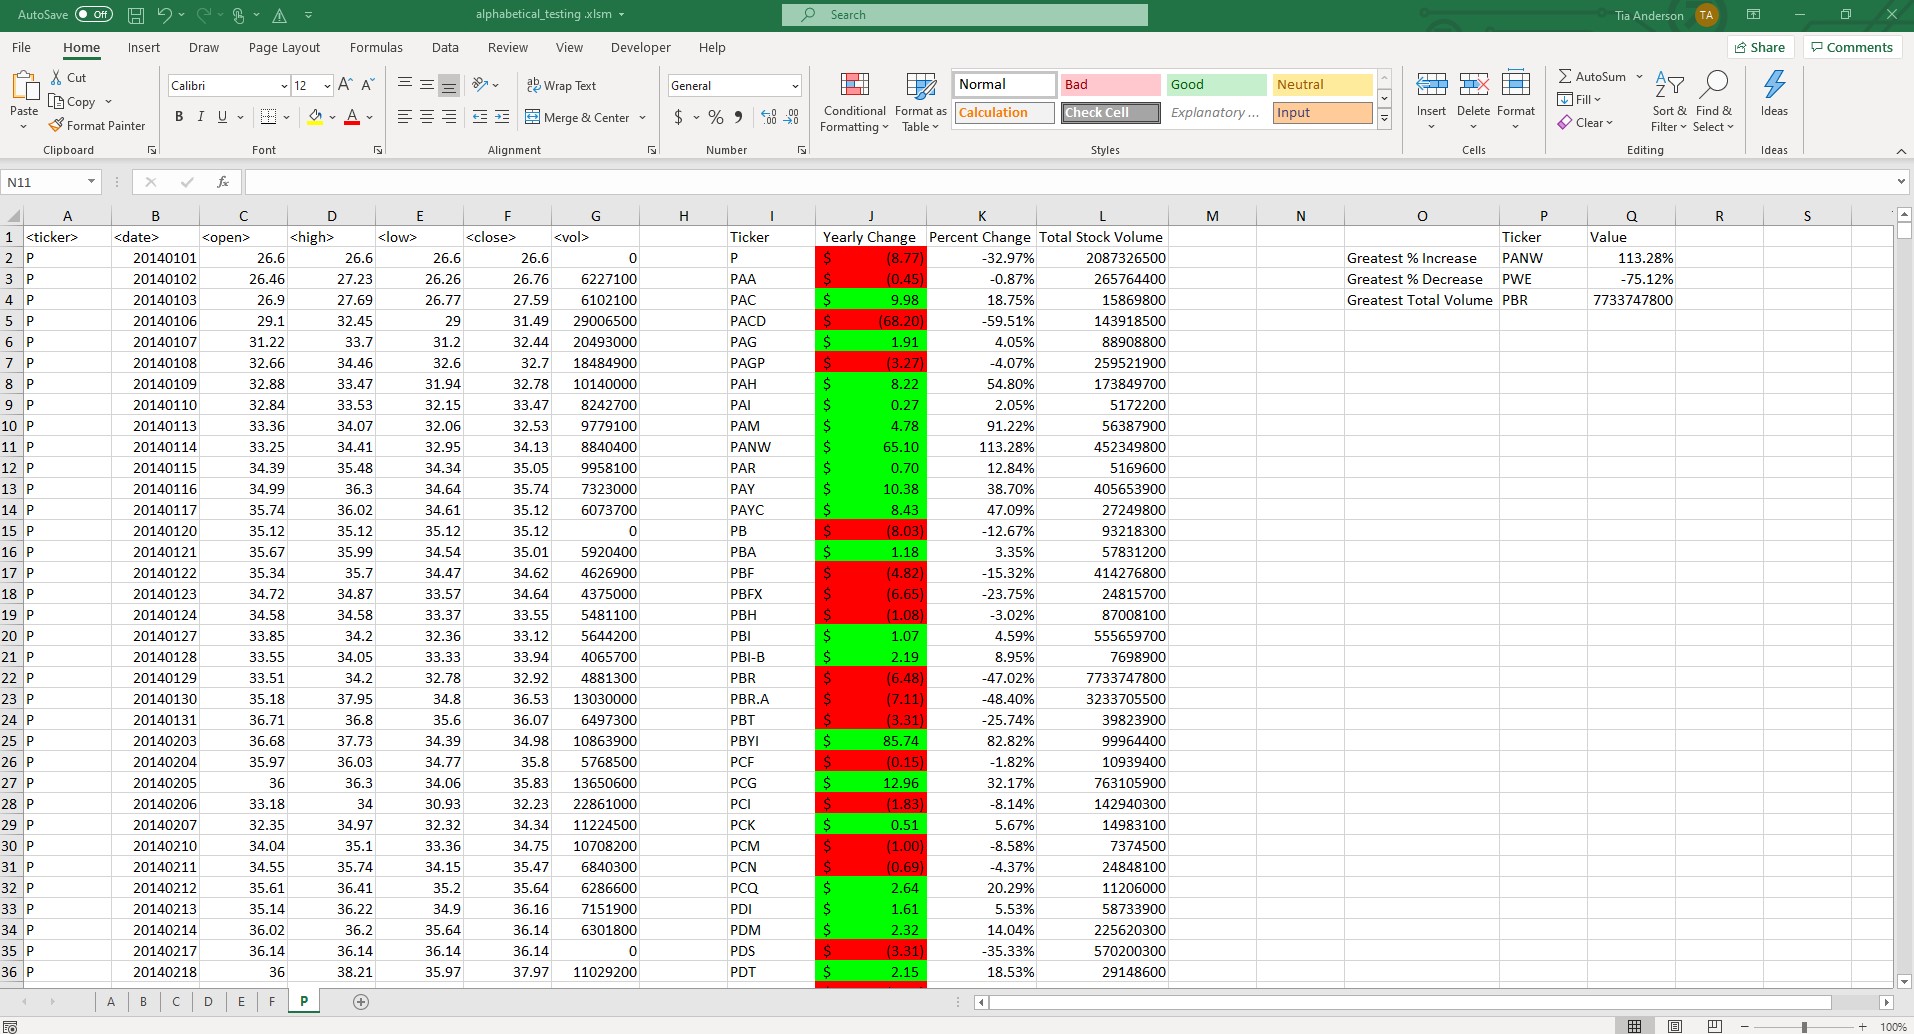 AutoSave Off alphabetical_testing .xlsm Search Tia Anderson TA
File Home Insert Draw Page Layout Formulas Data Review View Developer Help Share Comments
Paste Cut Copy Format Painter Clipboard
Calibri 12 A A B I U A Font
Wrap Text Merge & Center Alignment
General $ % Number
Conditional Formatting Format as Table
Normal Bad Good Neutral
Calculation Check Cell Explanatory ... Input
Styles
Insert Delete Format Cells
AutoSum Fill Clear Sort & Filter Find & Select Editing
Ideas Ideas
N11 fx
A B C D E F G H I J K L M N O P Q R S
1 <ticker> <date> <open> <high> <low> <close> <vol> Ticker Yearly Change Percent Change Total Stock Volume Ticker Value
2 P 20140101 26.6 26.6 26.6 26.6 0 P $ (8.77) -32.97% 2087326500 Greatest % Increase PANW 113.28%
3 P 20140102 26.46 27.23 26.26 26.76 6227100 PAA $ (0.45) -0.87% 265764400 Greatest % Decrease PWE -75.12%
4 P 20140103 26.9 27.69 26.77 27.59 6102100 PAC $ 9.98 18.75% 15869800 Greatest Total Volume PBR 7733747800
5 P 20140106 29.1 32.45 29 31.49 29006500 PACD $ (68.20) -59.51% 143918500
6 P 20140107 31.22 33.7 31.2 32.44 20493000 PAG $ 1.91 4.05% 88908800
7 P 20140108 32.66 34.46 32.6 32.7 18484900 PAGP $ (3.27) -4.07% 259521900
8 P 20140109 32.88 33.47 31.94 32.78 10140000 PAH $ 8.22 54.80% 173849700
9 P 20140110 32.84 33.53 32.15 33.47 8242700 PAI $ 0.27 2.05% 5172200
10 P 20140113 33.36 34.07 32.06 32.53 9779100 PAM $ 4.78 91.22% 56387900
11 P 20140114 33.25 34.41 32.95 34.13 8840400 PANW $ 65.10 113.28% 452349800
12 P 20140115 34.39 35.48 34.34 35.05 9958100 PAR $ 0.70 12.84% 5169600
13 P 20140116 34.99 36.3 34.64 35.74 7323000 PAY $ 10.38 38.70% 405653900
14 P 20140117 35.74 36.02 34.61 35.12 6073700 PAYC $ 8.43 47.09% 27249800
15 P 20140120 35.12 35.12 35.12 35.12 0 PB $ (8.03) -12.67% 93218300
16 P 20140121 35.67 35.99 34.54 35.01 5920400 PBA $ 1.18 3.35% 57831200
17 P 20140122 35.34 35.7 34.47 34.62 4626900 PBF $ (4.82) -15.32% 414276800
18 P 20140123 34.72 34.87 33.57 34.64 4375000 PBFX $ (6.65) -23.75% 24815700
19 P 20140124 34.58 34.58 33.37 33.55 5481100 PBH $ (1.08) -3.02% 87008100
20 P 20140127 33.85 34.2 32.36 33.12 5644200 PBI $ 1.07 4.59% 555659700
21 P 20140128 33.55 34.05 33.33 33.94 4065700 PBI-B $ 2.19 8.95% 7698900
22 P 20140129 33.51 34.2 32.78 32.92 4881300 PBR $ (6.48) -47.02% 7733747800
23 P 20140130 35.18 37.95 34.8 36.53 13030000 PBR.A $ (7.11) -48.40% 3233705500
24 P 20140131 36.71 36.8 35.6 36.07 6497300 PBT $ (3.31) -25.74% 39823900
25 P 20140203 36.68 37.73 34.39 34.98 10863900 PBYI $ 85.74 82.82% 99964400
26 P 20140204 35.97 36.03 34.77 35.8 5768500 PCF $ (0.15) -1.82% 10939400
27 P 20140205 36 36.3 34.06 35.83 13650600 PCG $ 12.96 32.17% 763105900
28 P 20140206 33.18 34 30.93 32.23 22861000 PCI $ (1.83) -8.14% 142940300
29 P 20140207 32.35 34.97 32.32 34.34 11224500 PCK $ 0.51 5.67% 14983100
30 P 20140210 34.04 35.1 33.36 34.75 10708200 PCM $ (1.00) -8.58% 7374500
31 P 20140211 34.55 35.74 34.15 35.47 6840300 PCN $ (0.69) -4.37% 24848100
32 P 20140212 35.61 36.41 35.2 35.64 6286600 PCQ $ 2.64 20.29% 11206000
33 P 20140213 35.14 36.22 34.9 36.16 7151900 PDI $ 1.61 5.53% 58733900
34 P 20140214 36.02 36.2 35.64 36.14 6301800 PDM $ 2.32 14.04% 225620300
35 P 20140217 36.14 36.14 36.14 36.14 0 PDS $ (3.31) -35.33% 570200300
36 P 20140218 36 38.21 35.97 37.97 11029200 PDT $ 2.15 18.53% 29148600
A B C D E F P
100%